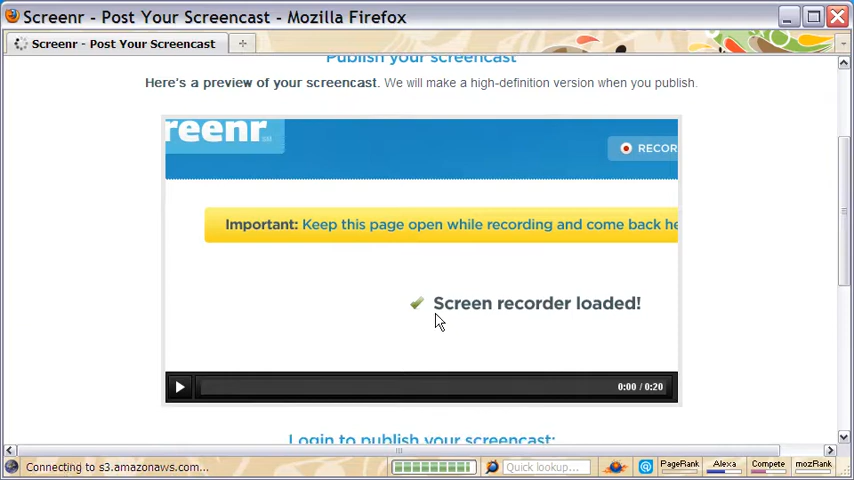 Screenr - Post Your Screencast - Mozilla Firefox
Screenr - Post Your Screencast
Publish your screencast
Here's a preview of your screencast. We will make a high-definition version when you publish.
reenr
RECOR
Important: Keep this page open while recording and come back he
Screen recorder loaded!
0:00 / 0:20
Login to publish your screencast:
Connecting to s3.amazonaws.com... Quick lookup... PageRank Alexa Compete mozRank